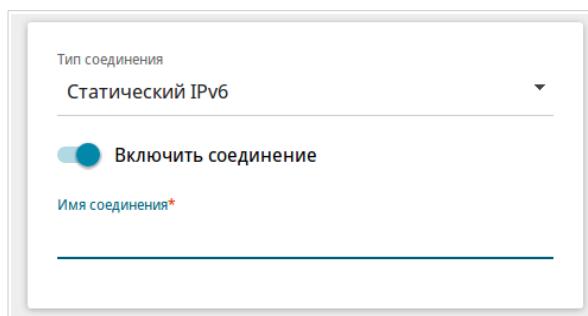 Тип соединения
Статический IPv6
Включить соединение
Имя соединения*